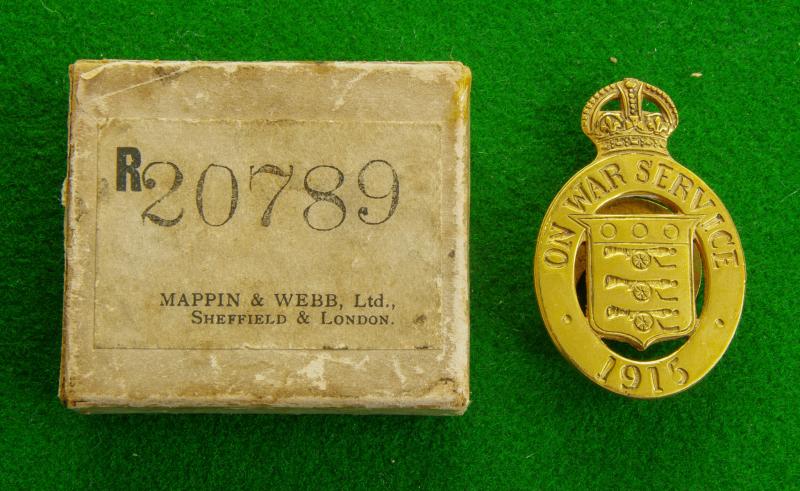 R20789
MAPPIN & WEBB, Ltd.,
SHEFFIELD & LONDON.
ON WAR SERVICE
1915